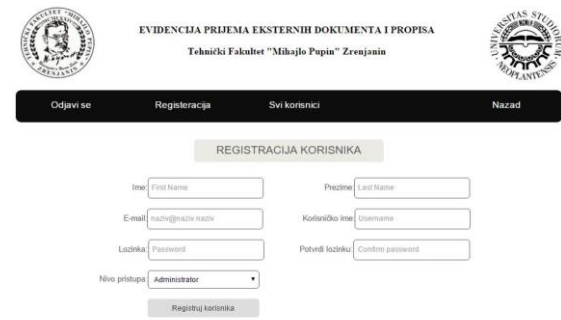 EVIDENCIJA PRIJEMA EKSTERNIH DOKUMENTA I PROPISA
Tehnički Fakultet "Mihajlo Pupin" Zrenjanin
Odjavi se Registeracija Svi korisnici Nazad
REGISTRACIJA KORISNIKA
Ime: First Name Prezime: Last Name
E-mail: naziv@naziv.naziv Korisničko ime: Username
Lozinka: Password Potvrdi lozinku: Confirm password
Nivo pristupa: Administrator
Registruj korisnika